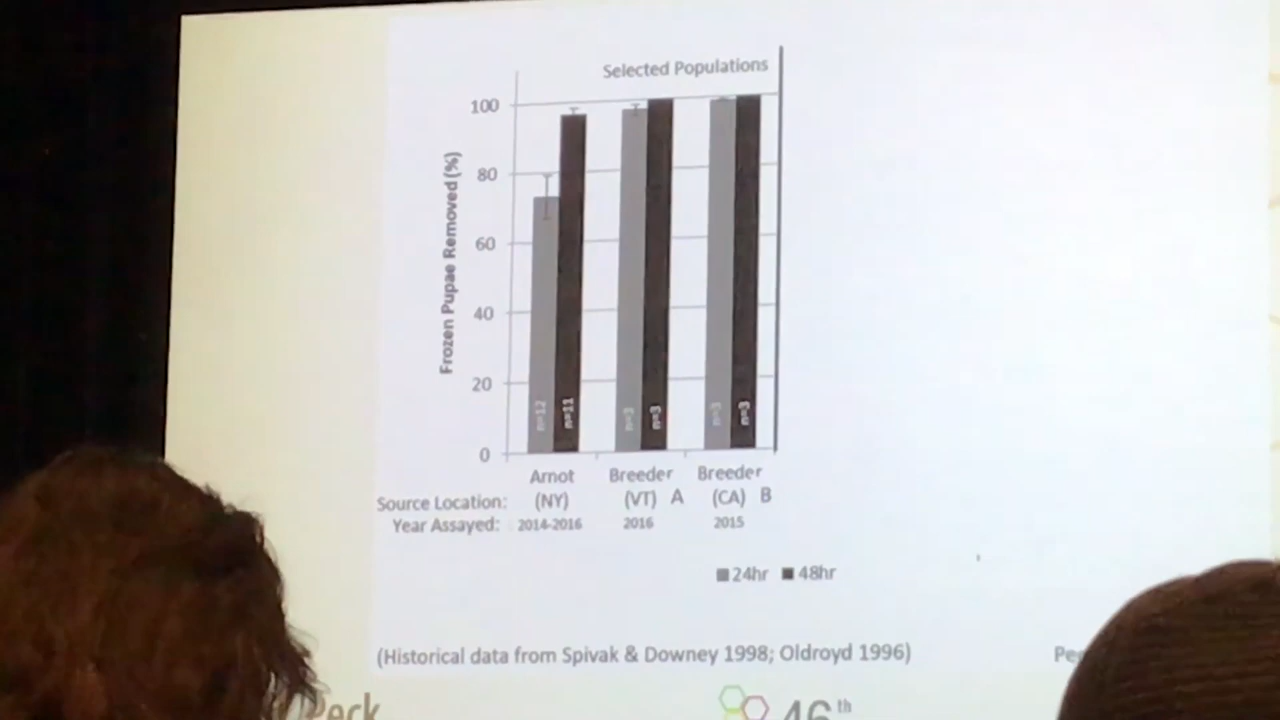 Selected Populations
Frozen Pupae Removed (%)
100
80
60
40
20
0
n=12
n=11
n=3
n=3
n=3
n=3
Arnot Breeder Breeder
Source Location: (NY) (VT) A (CA) B
Year Assayed: 2014-2016 2016 2015
24hr 48hr
(Historical data from Spivak & Downey 1998; Oldroyd 1996)
Peck
46th